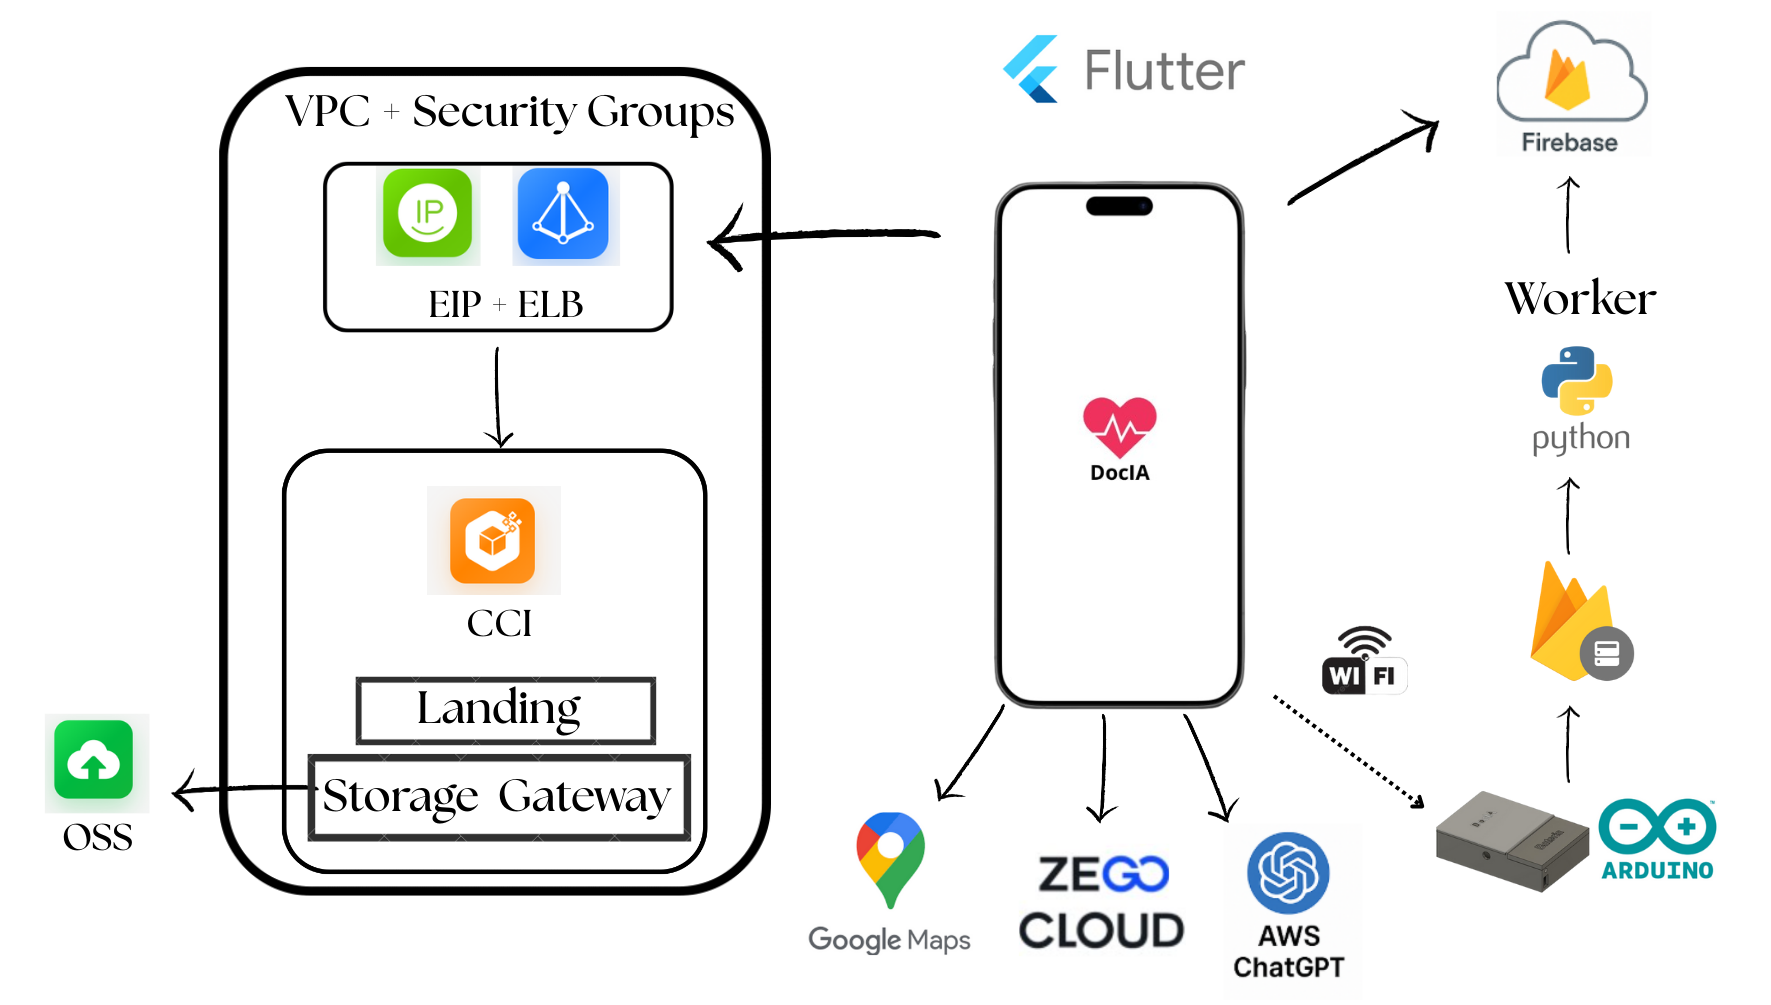 VPC + Security Groups
IP
EIP + ELB
CCI
Landing
Storage Gateway
OSS
Flutter
DocIA
Firebase
Worker
python
WI FI
DocIA
ARDUINO
Google Maps
ZEGO
CLOUD
AWS
ChatGPT